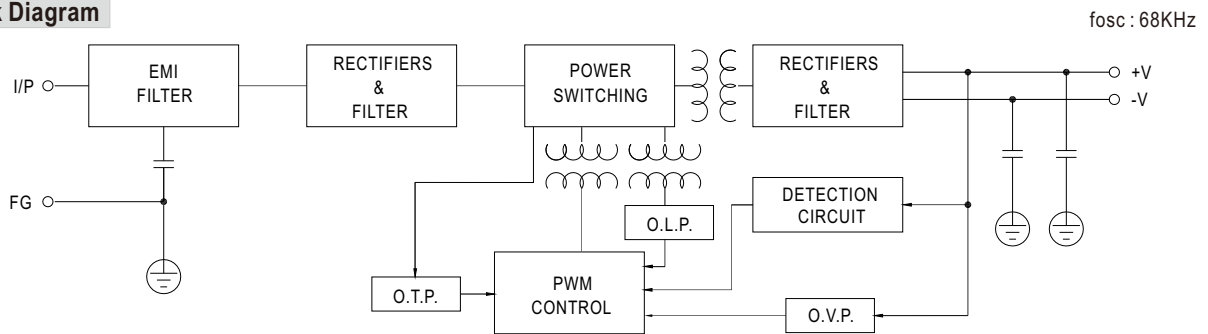 Diagram
fosc : 68KHz
I/P
EMI
FILTER
RECTIFIERS
&
FILTER
POWER
SWITCHING
RECTIFIERS
&
FILTER
+V
-V
FG
DETECTION
CIRCUIT
O.L.P.
O.T.P.
PWM
CONTROL
O.V.P.